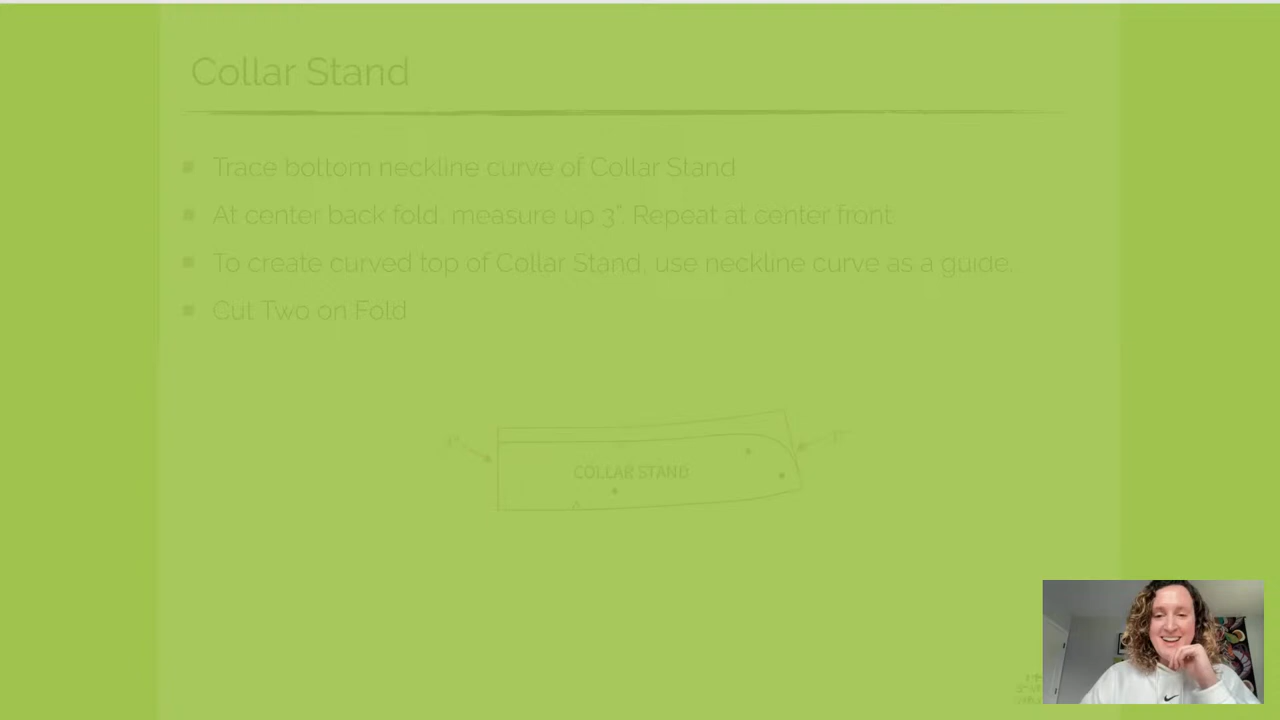 Collar Stand
Trace bottom neckline curve of Collar Stand
At center back fold, measure up 3". Repeat at center front
To create curved top of Collar Stand, use neckline curve as a guide.
Cut Two on Fold
COLLAR STAND